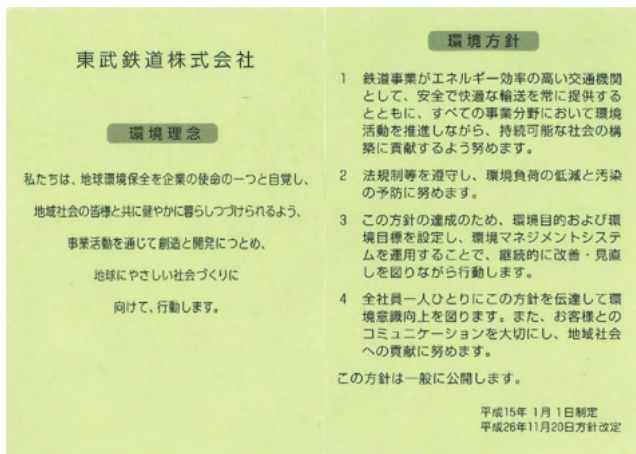 東武鉄道株式会社
環境理念
私たちは、地球環境保全を企業の使命の一つと自覚し、
地域社会の皆様と共に健やかに暮らしつづけられるよう、
事業活動を通じて創造と開発につとめ、
地球にやさしい社会づくりに
向けて、行動します。
環境方針
1 鉄道事業がエネルギー効率の高い交通機関
として、安全で快適な輸送を常に提供する
とともに、すべての事業分野において環境
活動を推進しながら、持続可能な社会の構
築に貢献するよう努めます。
2 法規制等を遵守し、環境負荷の低減と汚染
の予防に努めます。
3 この方針の達成のため、環境目的および環
境目標を設定し、環境マネジメントシステ
ムを運用することで、継続的に改善・見直
しを図りながら行動します。
4 全社員一人ひとりにこの方針を伝達して環
境意識向上を図ります。また、お客様との
コミュニケーションを大切にし、地域社会
への貢献に努めます。
この方針は一般に公開します。
平成15年 1月 1日制定
平成26年11月20日方針改定